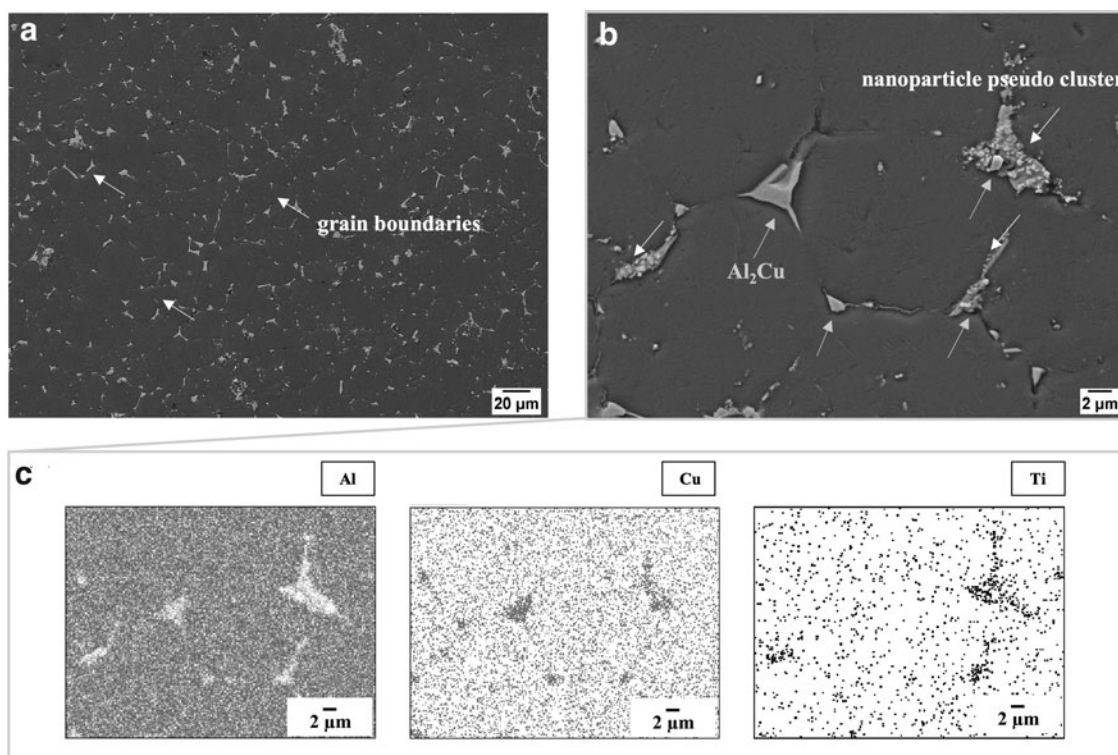 a
grain boundaries
20 µm
b
nanoparticle pseudo cluster
Al₂Cu
2 µm
c
Al
Cu
Ti
2 µm
2 µm
2 µm